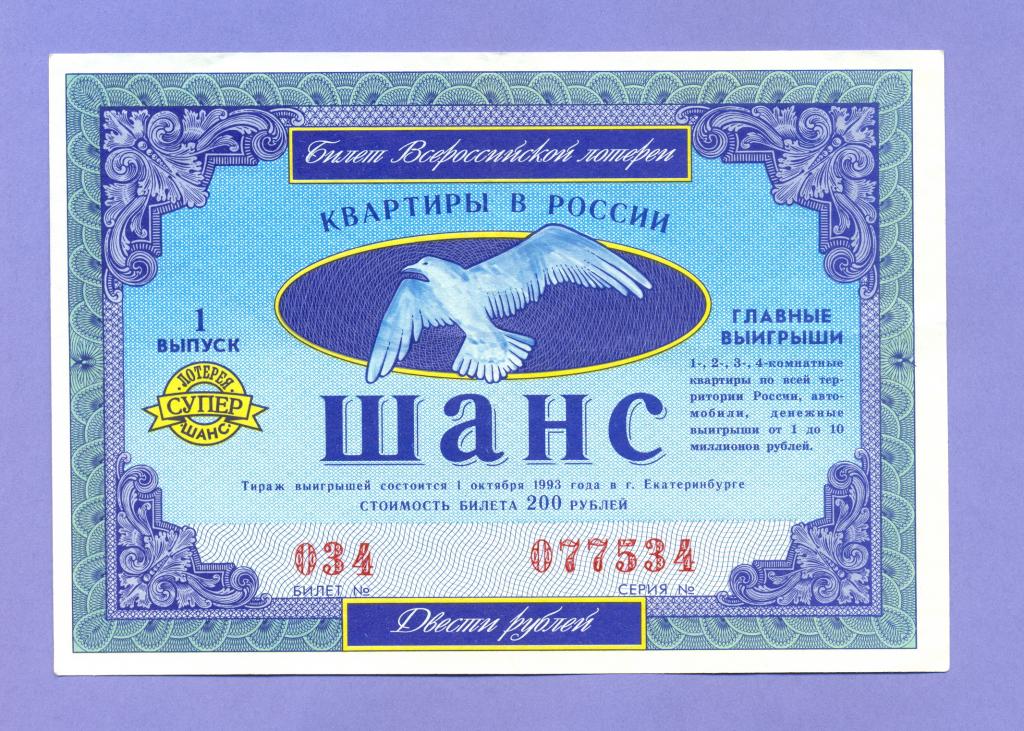 Билет Всероссийской лотереи
КВАРТИРЫ В РОССИИ
1
ВЫПУСК
ЛОТЕРЕЯ
СУПЕР
ШАНС
ГЛАВНЫЕ
ВЫИГРЫШИ
1-, 2-, 3-, 4-комнатные
квартиры по всей тер-
ритории России, авто-
мобили, денежные
выигрыши от 1 до 10
миллионов рублей.
шанс
Тираж выигрышей состоится 1 октября 1993 года в г. Екатеринбурге
СТОИМОСТЬ БИЛЕТА 200 РУБЛЕЙ
034 077534
БИЛЕТ № СЕРИЯ №
Двести рублей